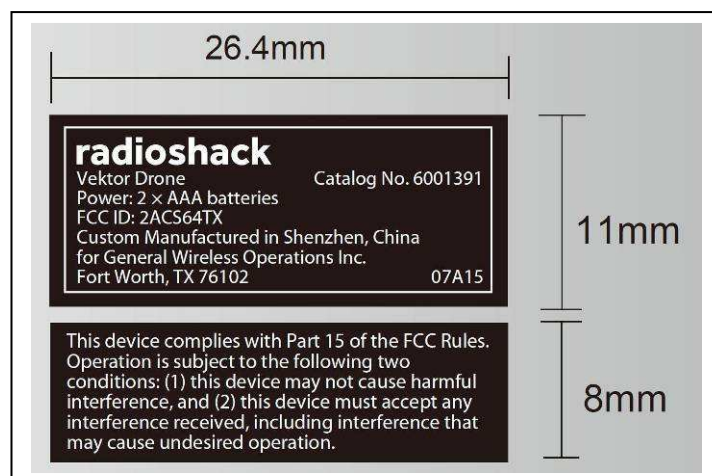 26.4mm
radioshack
Vektor Drone Catalog No. 6001391
Power: 2 × AAA batteries
FCC ID: 2ACS64TX
Custom Manufactured in Shenzhen, China
for General Wireless Operations Inc.
Fort Worth, TX 76102 07A15
11mm
This device complies with Part 15 of the FCC Rules.
Operation is subject to the following two
conditions: (1) this device may not cause harmful
interference, and (2) this device must accept any
interference received, including interference that
may cause undesired operation.
8mm